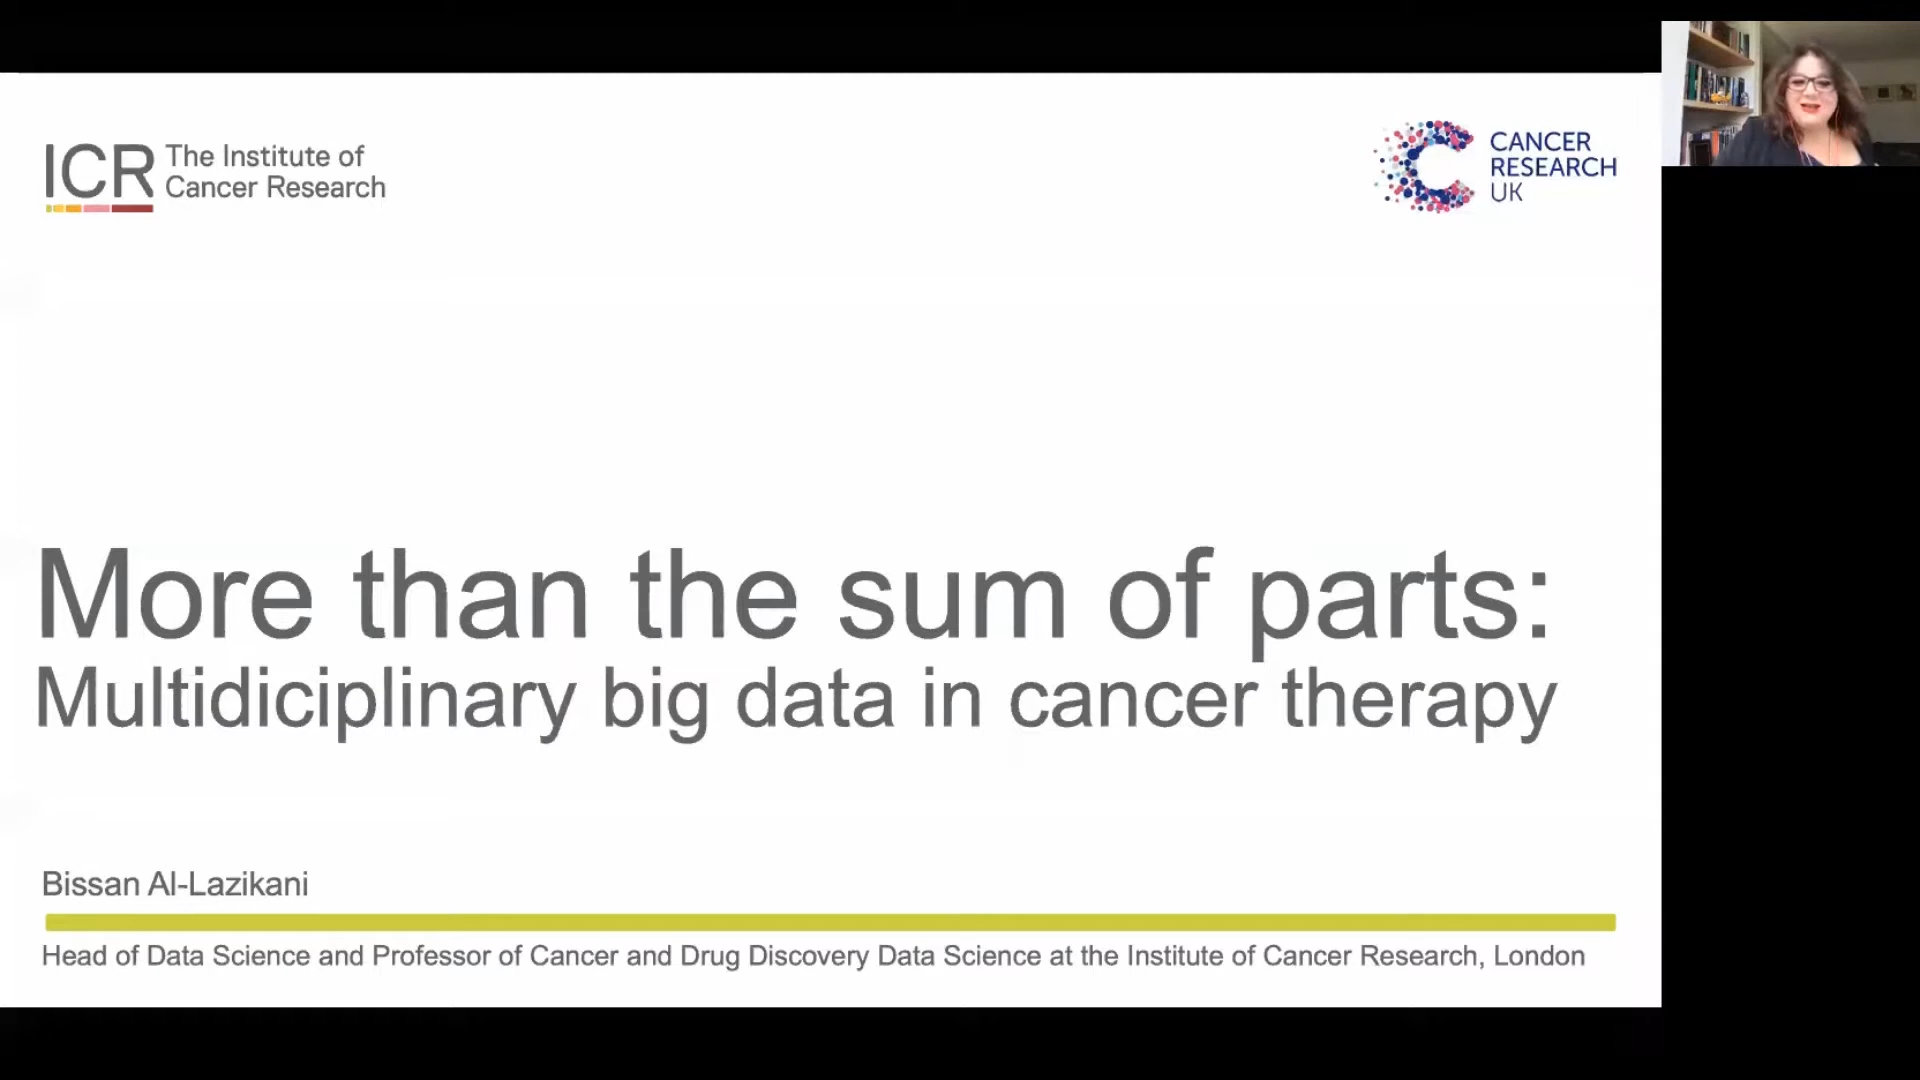 ICR The Institute of
Cancer Research
CANCER
RESEARCH
UK
More than the sum of parts:
Multidiciplinary big data in cancer therapy
Bissan Al-Lazikani
Head of Data Science and Professor of Cancer and Drug Discovery Data Science at the Institute of Cancer Research, London